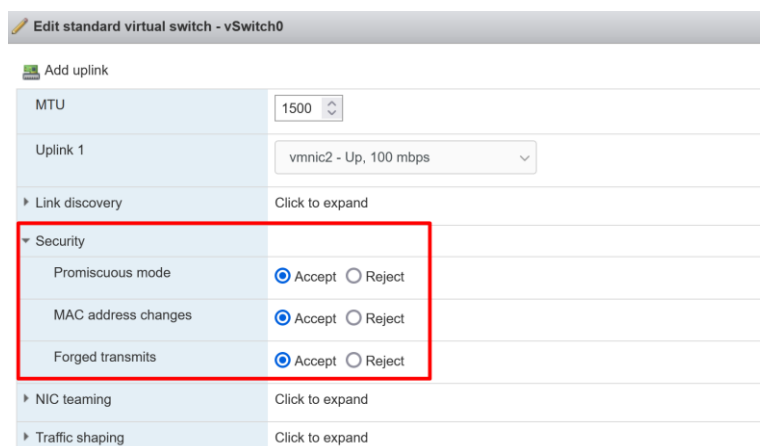 Edit standard virtual switch - vSwitch0
Add uplink
MTU 1500
Uplink 1 vmnic2 - Up, 100 mbps
Link discovery Click to expand
Security
Promiscuous mode Accept Reject
MAC address changes Accept Reject
Forged transmits Accept Reject
NIC teaming Click to expand
Traffic shaping Click to expand